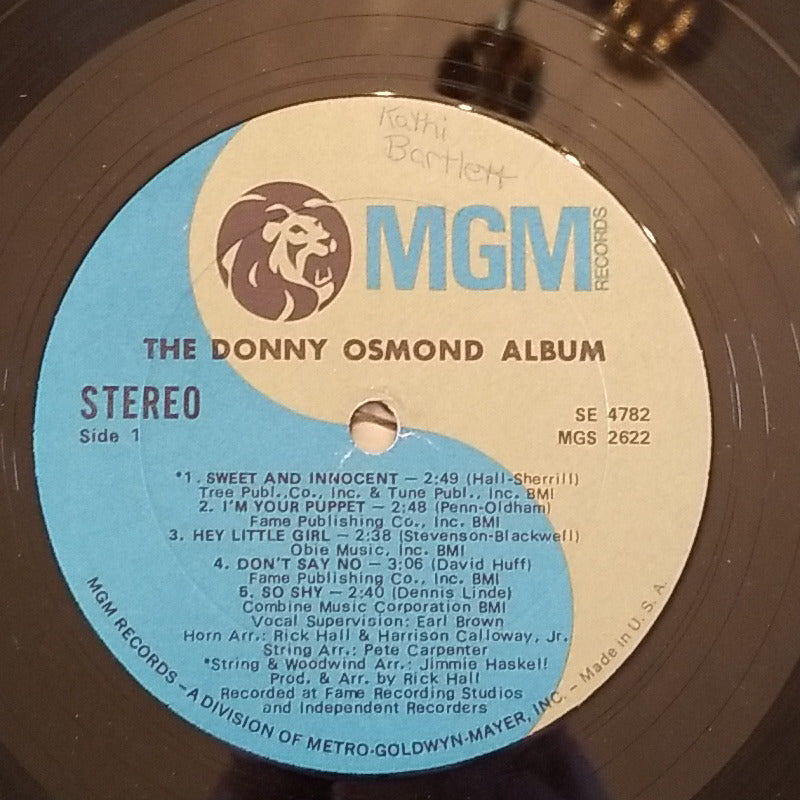 Kathi
Bartlett
MGM
RECORDS
THE DONNY OSMOND ALBUM
STEREO
Side 1
SE 4782
MGS 2622
*1. SWEET AND INNOCENT — 2:49 (Hall-Sherrill)
Tree Publ., Co., Inc. & Tune Publ., Inc. BMI
2. I'M YOUR PUPPET — 2:48 (Penn-Oldham)
Fame Publishing Co., Inc. BMI
3. HEY LITTLE GIRL — 2:38 (Stevenson-Blackwell)
Obie Music, Inc. BMI
4. DON'T SAY NO — 3:06 (David Huff)
Fame Publishing Co., Inc. BMI
5. SO SHY — 2:40 (Dennis Linde)
Combine Music Corporation BMI
Vocal Supervision: Earl Brown
Horn Arr.: Rick Hall & Harrison Calloway, Jr.
String Arr.: Pete Carpenter
*String & Woodwind Arr.: Jimmie Haskell
Prod. & Arr. by Rick Hall
Recorded at Fame Recording Studios
and Independent Recorders
MGM RECORDS – A DIVISION OF METRO-GOLDWYN-MAYER, INC. – Made in U. S. A.